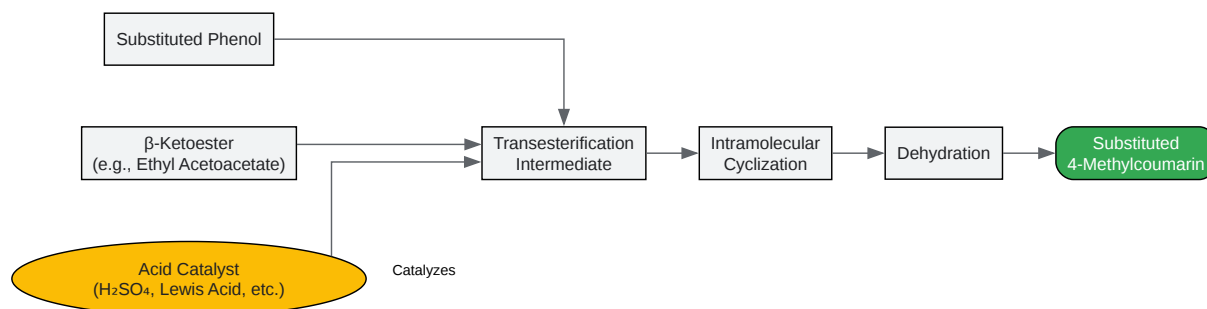 Substituted Phenol
β-Ketoester
(e.g., Ethyl Acetoacetate)
Transesterification
Intermediate
Intramolecular
Cyclization
Dehydration
Substituted
4-Methylcoumarin
Acid Catalyst
(H₂SO₄, Lewis Acid, etc.)
Catalyzes